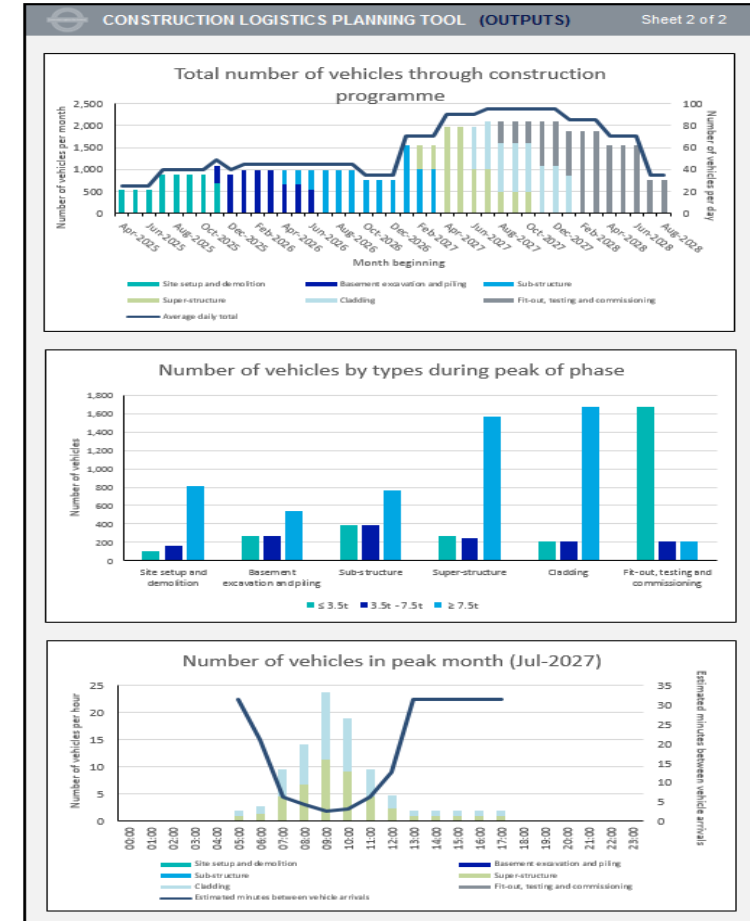 CONSTRUCTION LOGISTICS PLANNING TOOL (OUTPUTS) Sheet 2 of 2
Total number of vehicles through construction
programme
Number of vehicles per month
2,500
2,000
1,500
1,000
500
0
100
80
60
40
20
0
Number of vehicles per day
Apr-2025
Jun-2025
Aug-2025
Oct-2025
Dec-2025
Feb-2026
Apr-2026
Jun-2026
Aug-2026
Oct-2026
Dec-2026
Feb-2027
Apr-2027
Jun-2027
Aug-2027
Oct-2027
Dec-2027
Feb-2028
Apr-2028
Jun-2028
Aug-2028
Month beginning
Site setup and demolition
Basement excavation and piling
Sub-structure
Super-structure
Cladding
Fit-out, testing and commissioning
Average daily total
Number of vehicles by types during peak of phase
Number of vehicles
1,800
1,600
1,400
1,200
1,000
800
600
400
200
0
Site setup and
demolition
Basement
excavation and piling
Sub-structure
Super-structure
Cladding
Fit-out, testing and
commissioning
≤ 3.5t
3.5t - 7.5t
≥ 7.5t
Number of vehicles in peak month (Jul-2027)
Number of vehicles per hour
25
20
15
10
5
0
35
30
25
20
15
10
5
0
Estimated minutes between vehicle arrivals
00:00
01:00
02:00
03:00
04:00
05:00
06:00
07:00
08:00
09:00
10:00
11:00
12:00
13:00
14:00
15:00
16:00
17:00
18:00
19:00
20:00
21:00
22:00
23:00
Site setup and demolition
Basement excavation and piling
Sub-structure
Super-structure
Cladding
Fit-out, testing and commissioning
Estimated minutes between vehicle arrivals